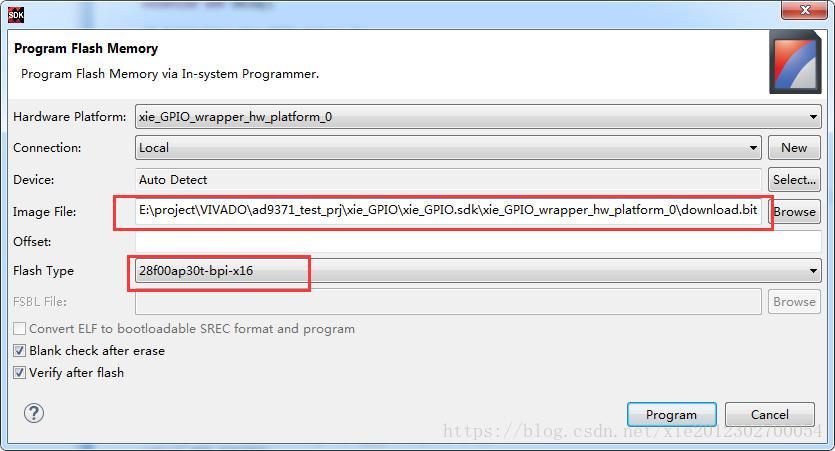 SDK
Program Flash Memory
Program Flash Memory via In-system Programmer.
Hardware Platform: xie_GPIO_wrapper_hw_platform_0
Connection: Local New
Device: Auto Detect Select...
Image File: E:\project\VIVADO\ad9371_test_prj\xie_GPIO\xie_GPIO.sdk\xie_GPIO_wrapper_hw_platform_0\download.bit Browse
Offset:
Flash Type 28f00ap30t-bpi-x16
FSBL File: Browse
Convert ELF to bootloadable SREC format and program
Blank check after erase
Verify after flash
? Program Cancel
https://blog.csdn.net/xie2012302700054